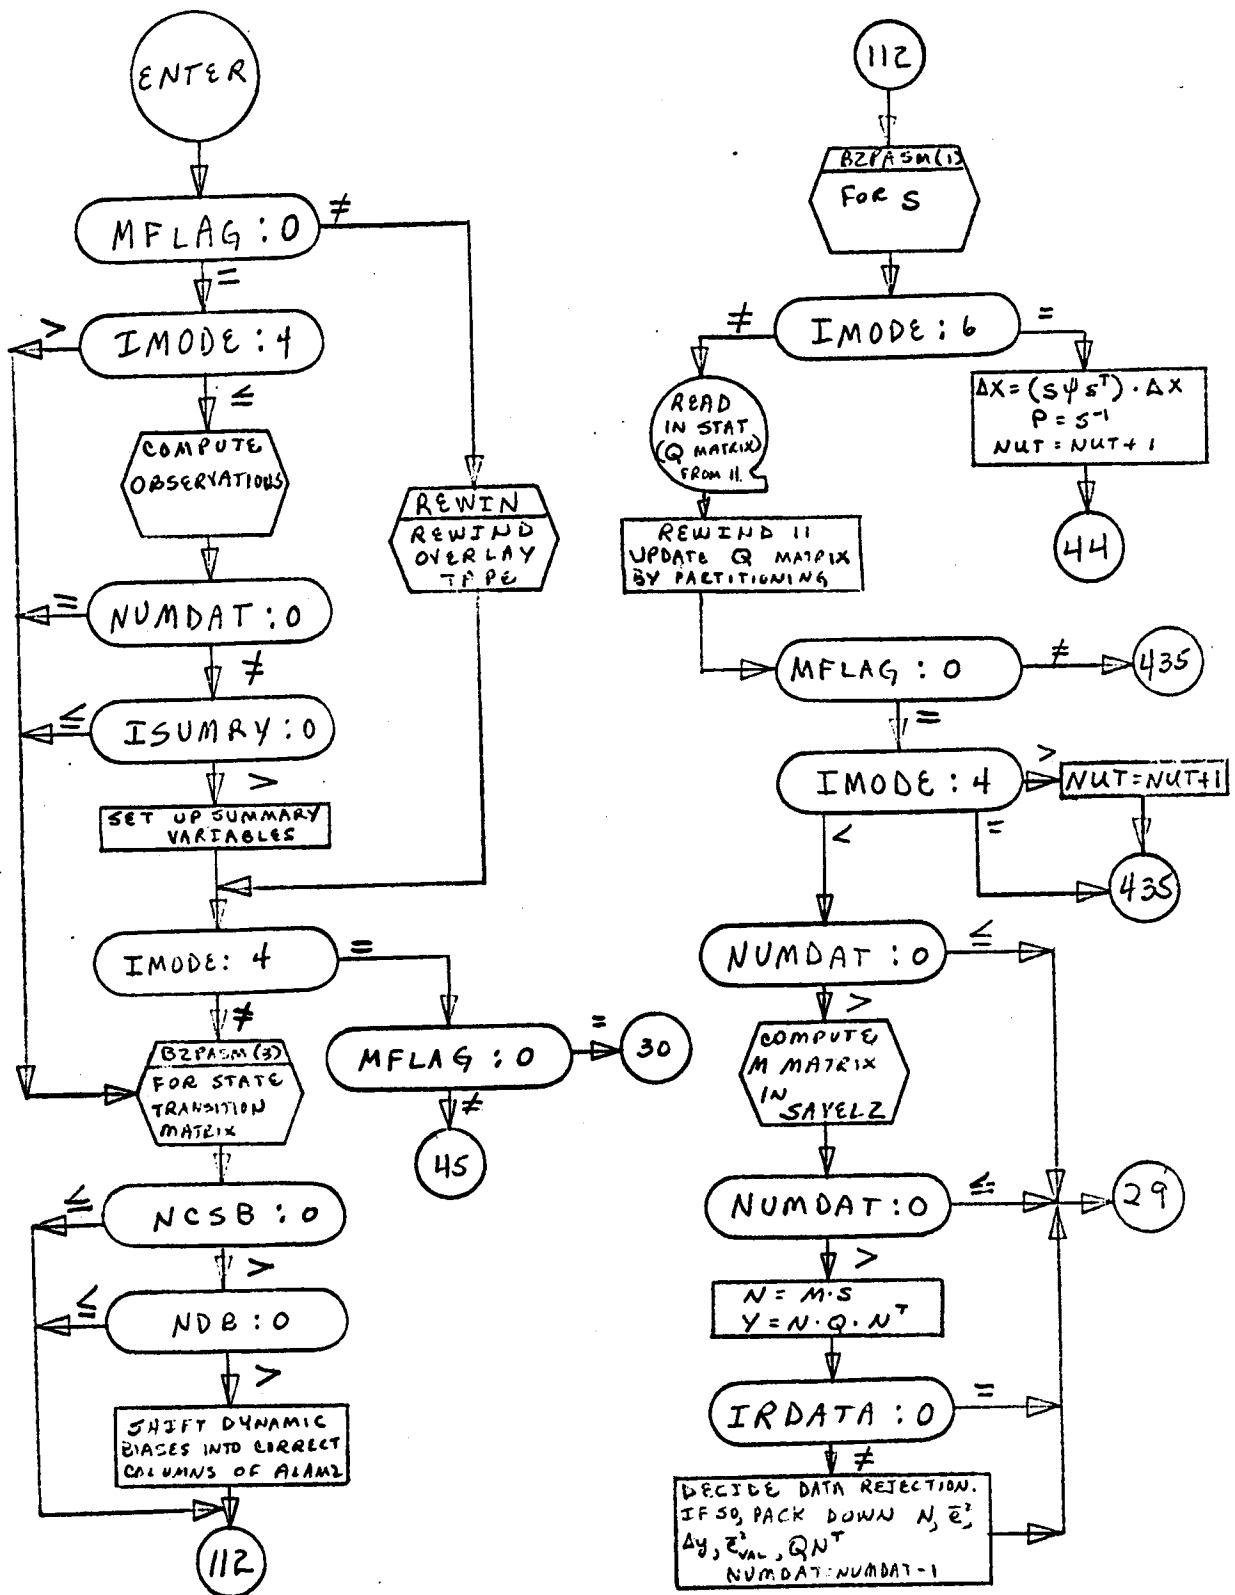 ENTER
MFLAG : 0
≠
=
IMODE : 4
>
≤
COMPUTE
OBSERVATIONS
REWIN
REWIND
OVERLAY
TAPE
NUMDAT : 0
=
≠
ISUMRY : 0
≤
>
SET UP SUMMARY
VARIABLES
IMODE : 4
=
≠
MFLAG : 0
=
30
≠
45
BZPASM(3)
FOR STATE
TRANSITION
MATRIX
NCSB : 0
≤
>
NDB : 0
≤
>
SHIFT DYNAMIC
BIASES INTO CORRECT
COLUMNS OF ALAM2
112
112
BZPASM(1)
FOR S
IMODE : 6
≠
=
READ
IN STAT
(Q MATRIX)
FROM 11.
ΔX = (SψS^T) · ΔX
P = S⁻¹
NUT = NUT + 1
44
REWIND 11
UPDATE Q MATRIX
BY PARTITIONING
MFLAG : 0
≠
435
=
IMODE : 4
>
NUT = NUT+1
=
435
<
NUMDAT : 0
≤
>
COMPUTE
M MATRIX
IN
SAVELZ
NUMDAT : 0
≤
29
>
N = M·S
Y = N·Q·N^T
IRDATA : 0
=
≠
DECIDE DATA REJECTION.
IF SO, PACK DOWN N, ē²,
Δy, ē²VAL, QN^T
NUMDAT=NUMDAT-1